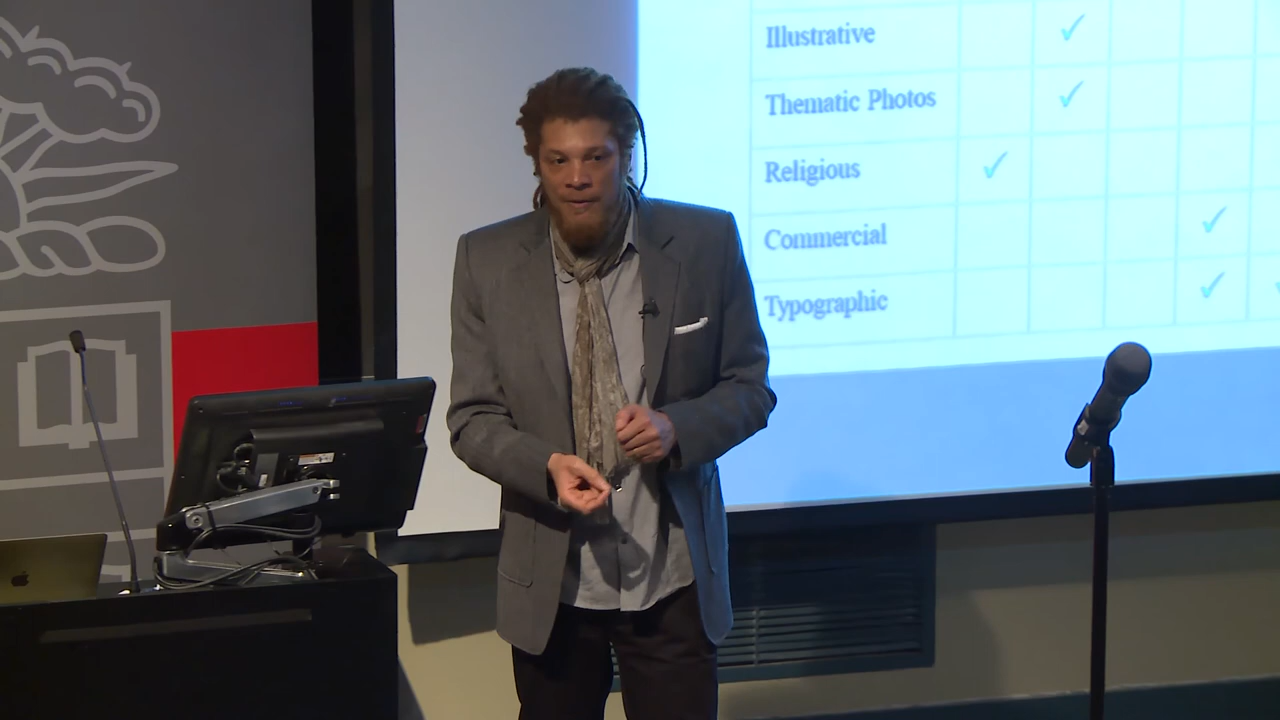 Illustrative ✓
Thematic Photos ✓
Religious ✓
Commercial ✓
Typographic ✓